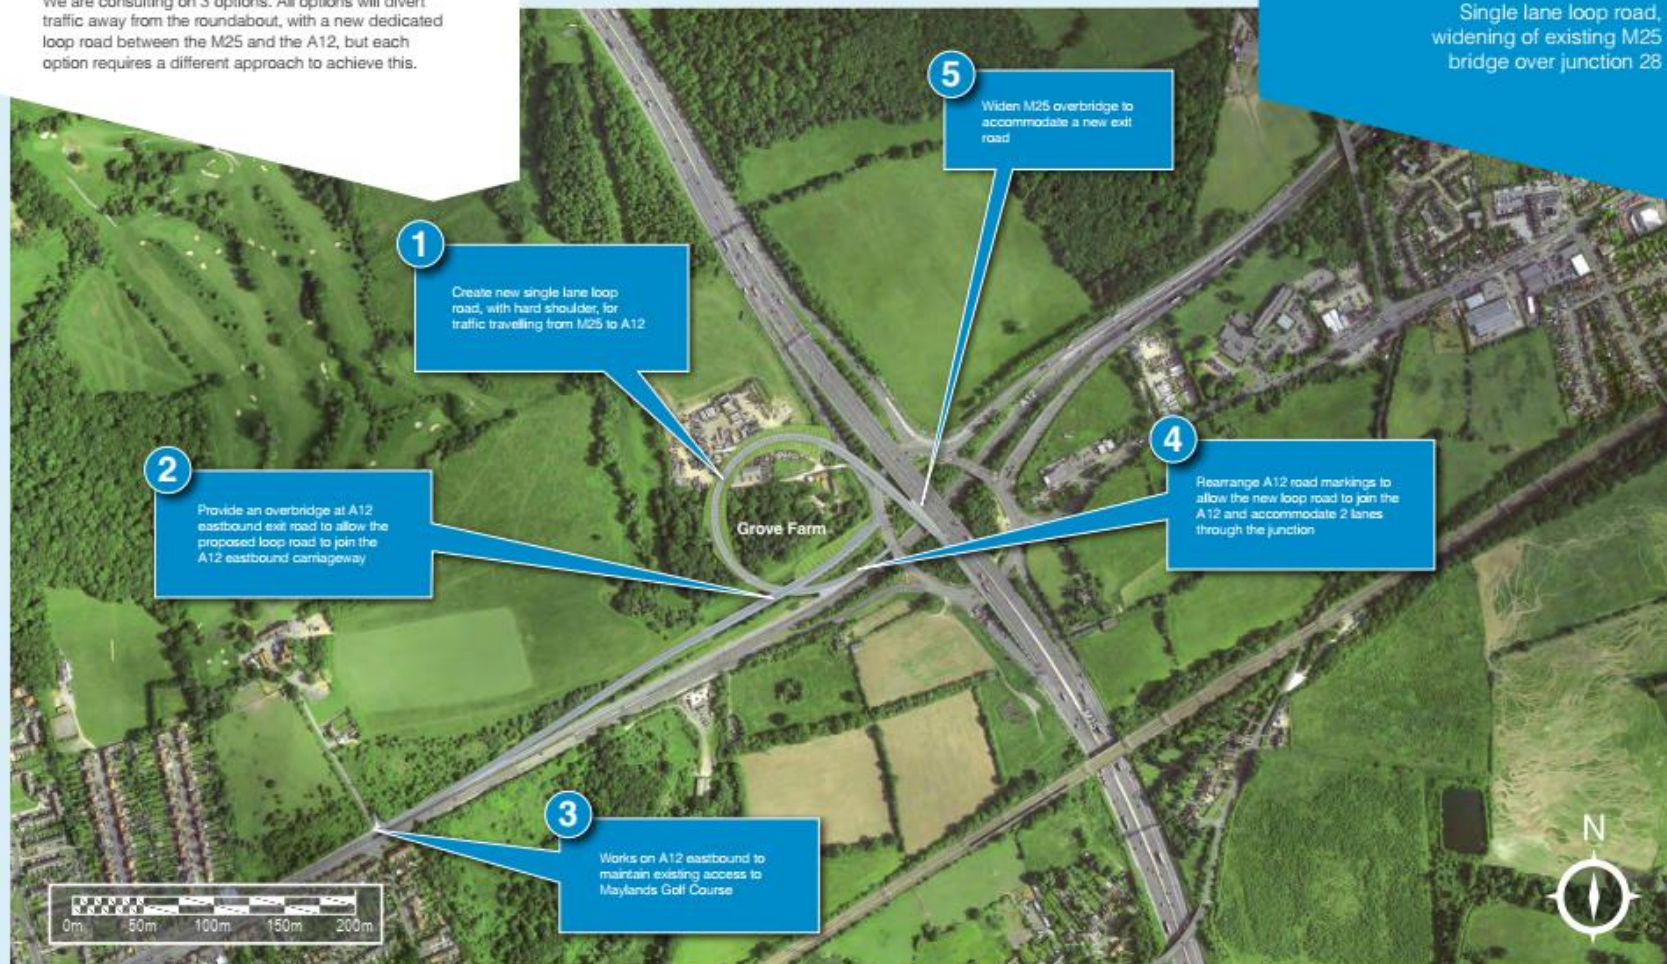 We are consulting on 3 options. All options will divert
traffic away from the roundabout, with a new dedicated
loop road between the M25 and the A12, but each
option requires a different approach to achieve this.
Single lane loop road,
widening of existing M25
bridge over junction 28
5
Widen M25 overbridge to
accommodate a new exit
road
1
Create new single lane loop
road, with hard shoulder, for
traffic travelling from M25 to A12
A12
2
Provide an overbridge at A12
eastbound exit road to allow the
proposed loop road to join the
A12 eastbound carriageway
Grove Farm
4
Rearrange A12 road markings to
allow the new loop road to join the
A12 and accommodate 2 lanes
through the junction
M25
3
Works on A12 eastbound to
maintain existing access to
Maylands Golf Course
N
0m 50m 100m 150m 200m